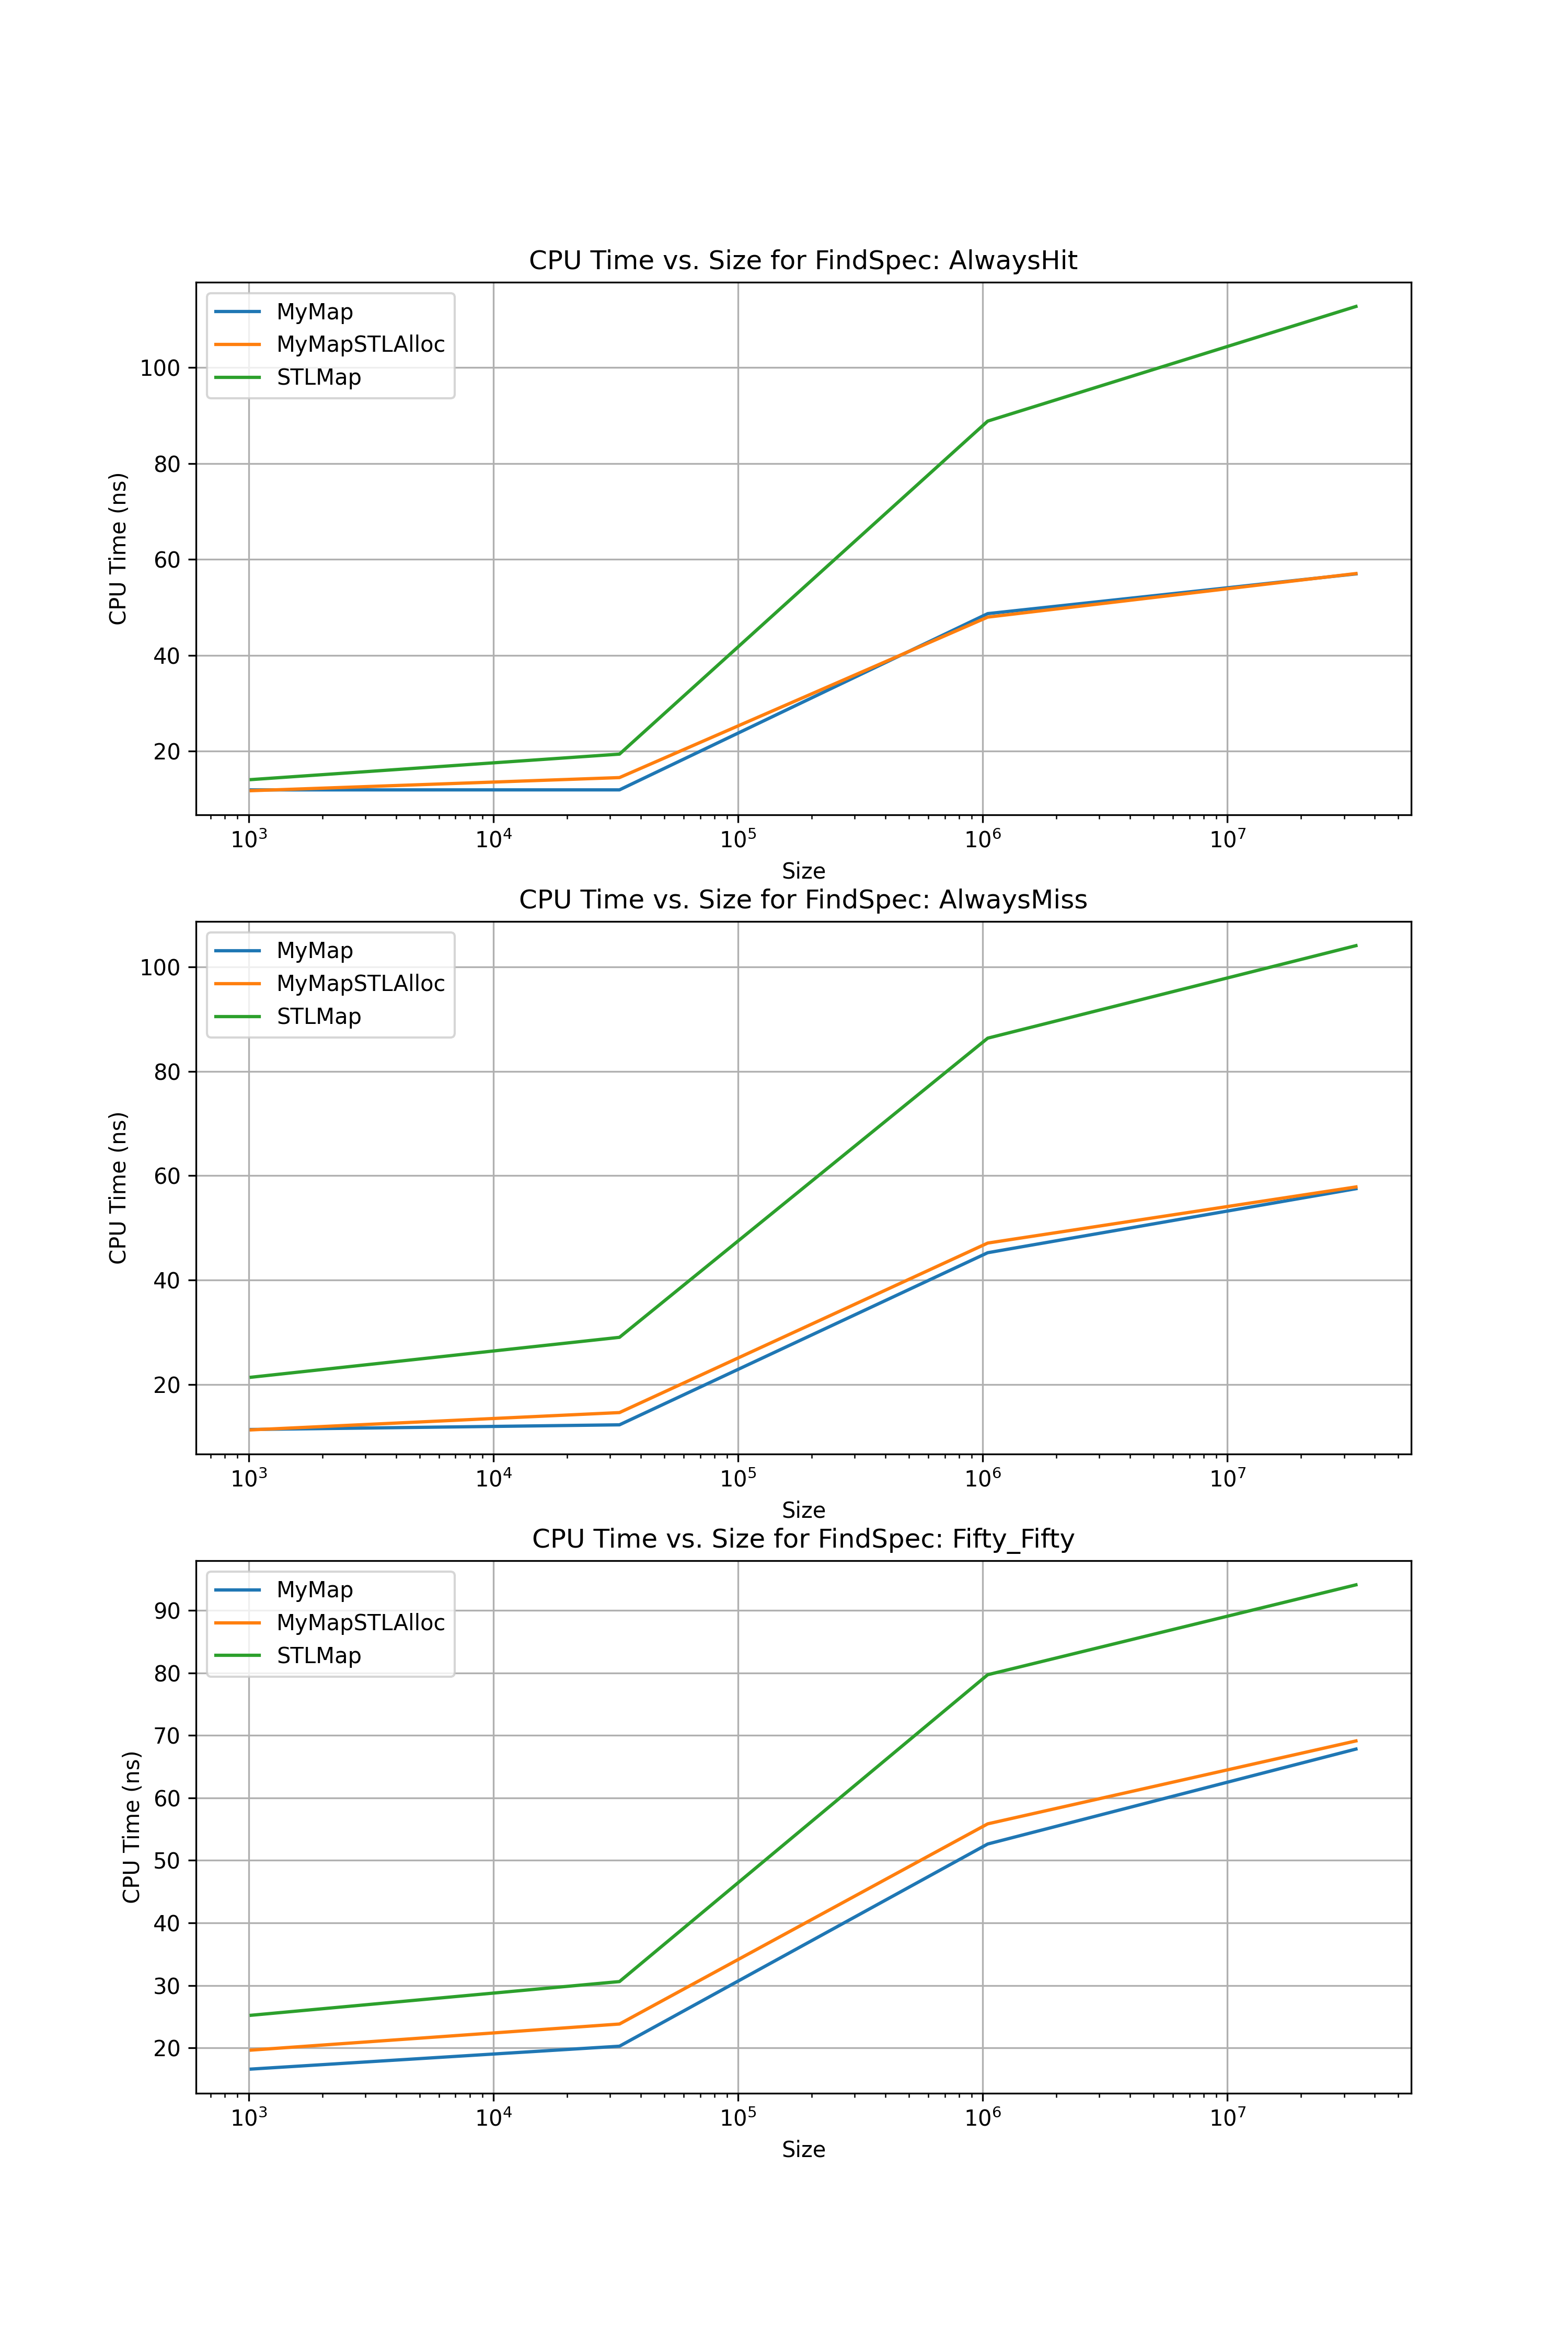 CPU Time vs. Size for FindSpec: AlwaysHit
MyMap
MyMapSTLAlloc
STLMap
100
80
60
40
20
CPU Time (ns)
10³
10⁴
10⁵
10⁶
10⁷
Size
CPU Time vs. Size for FindSpec: AlwaysMiss
MyMap
MyMapSTLAlloc
STLMap
100
80
60
40
20
CPU Time (ns)
10³
10⁴
10⁵
10⁶
10⁷
Size
CPU Time vs. Size for FindSpec: Fifty_Fifty
MyMap
MyMapSTLAlloc
STLMap
90
80
70
60
50
40
30
20
CPU Time (ns)
10³
10⁴
10⁵
10⁶
10⁷
Size